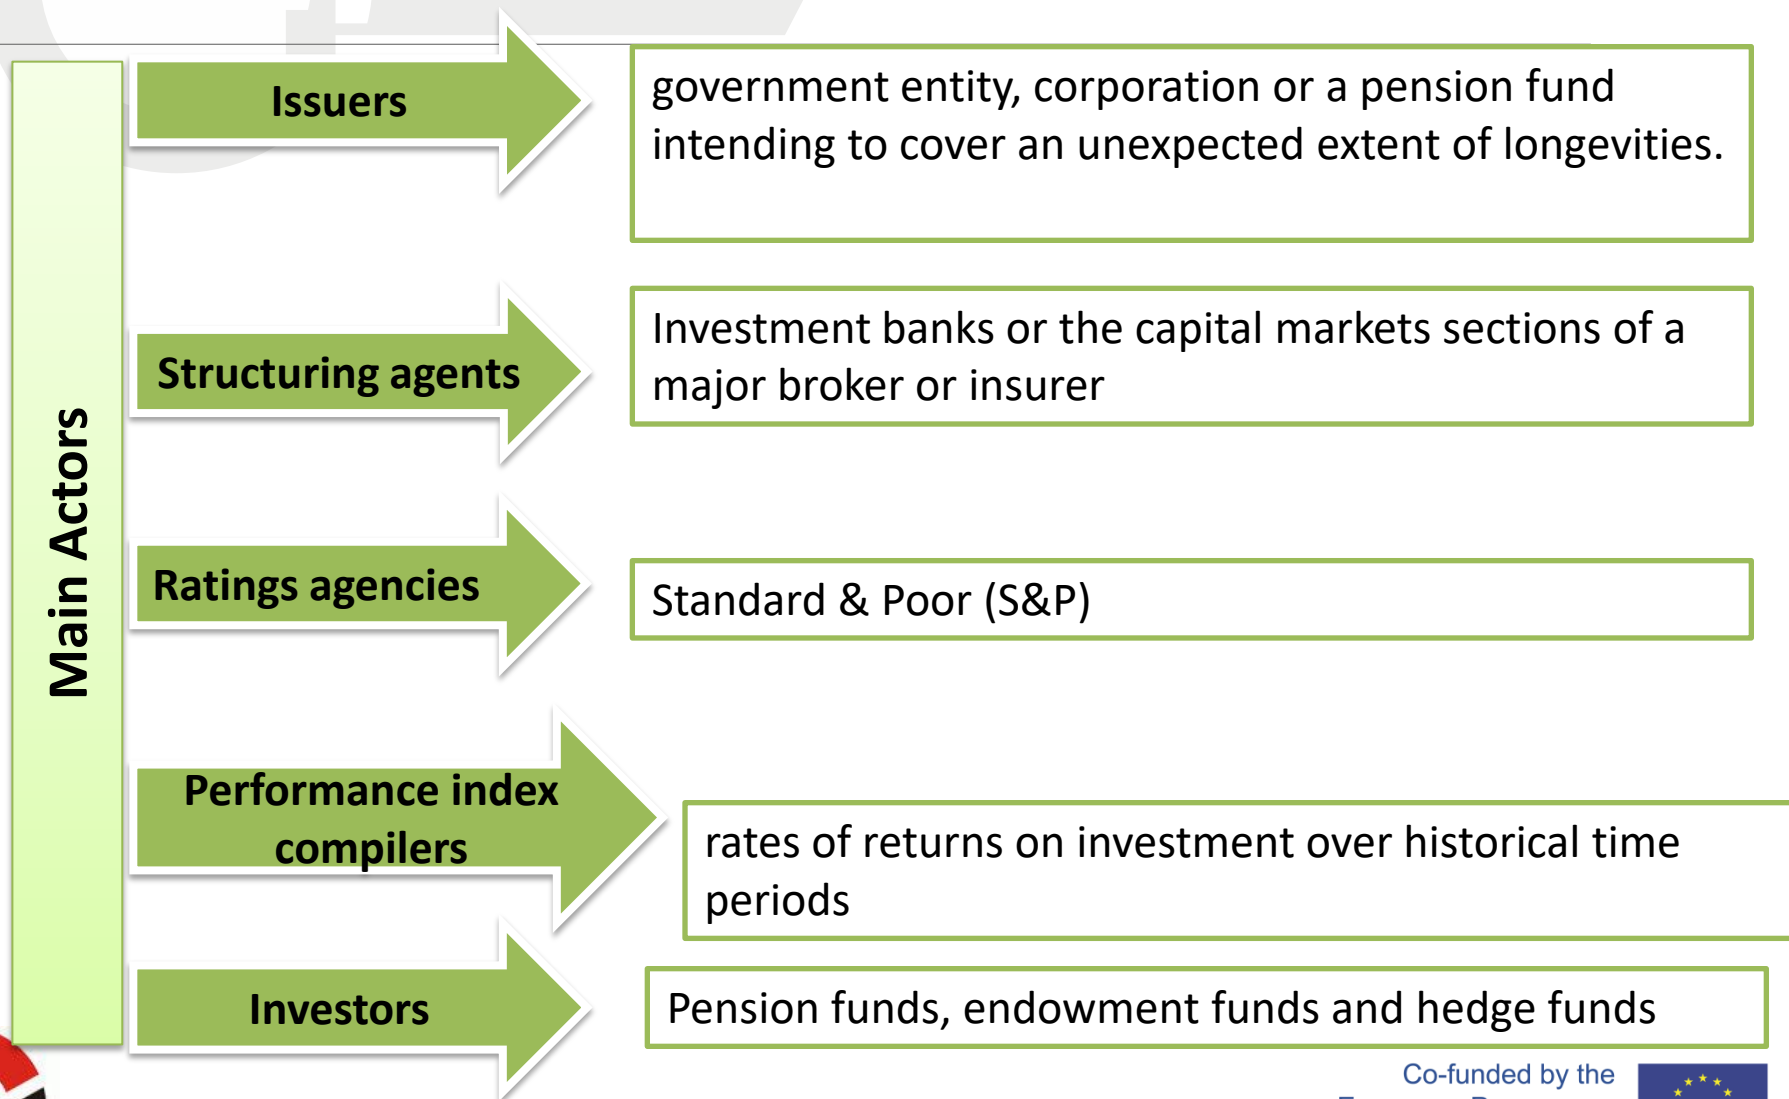 Main Actors
Issuers
government entity, corporation or a pension fund
intending to cover an unexpected extent of longevities.
Structuring agents
Investment banks or the capital markets sections of a
major broker or insurer
Ratings agencies
Standard & Poor (S&P)
Performance index
compilers
rates of returns on investment over historical time
periods
Investors
Pension funds, endowment funds and hedge funds
Co-funded by the